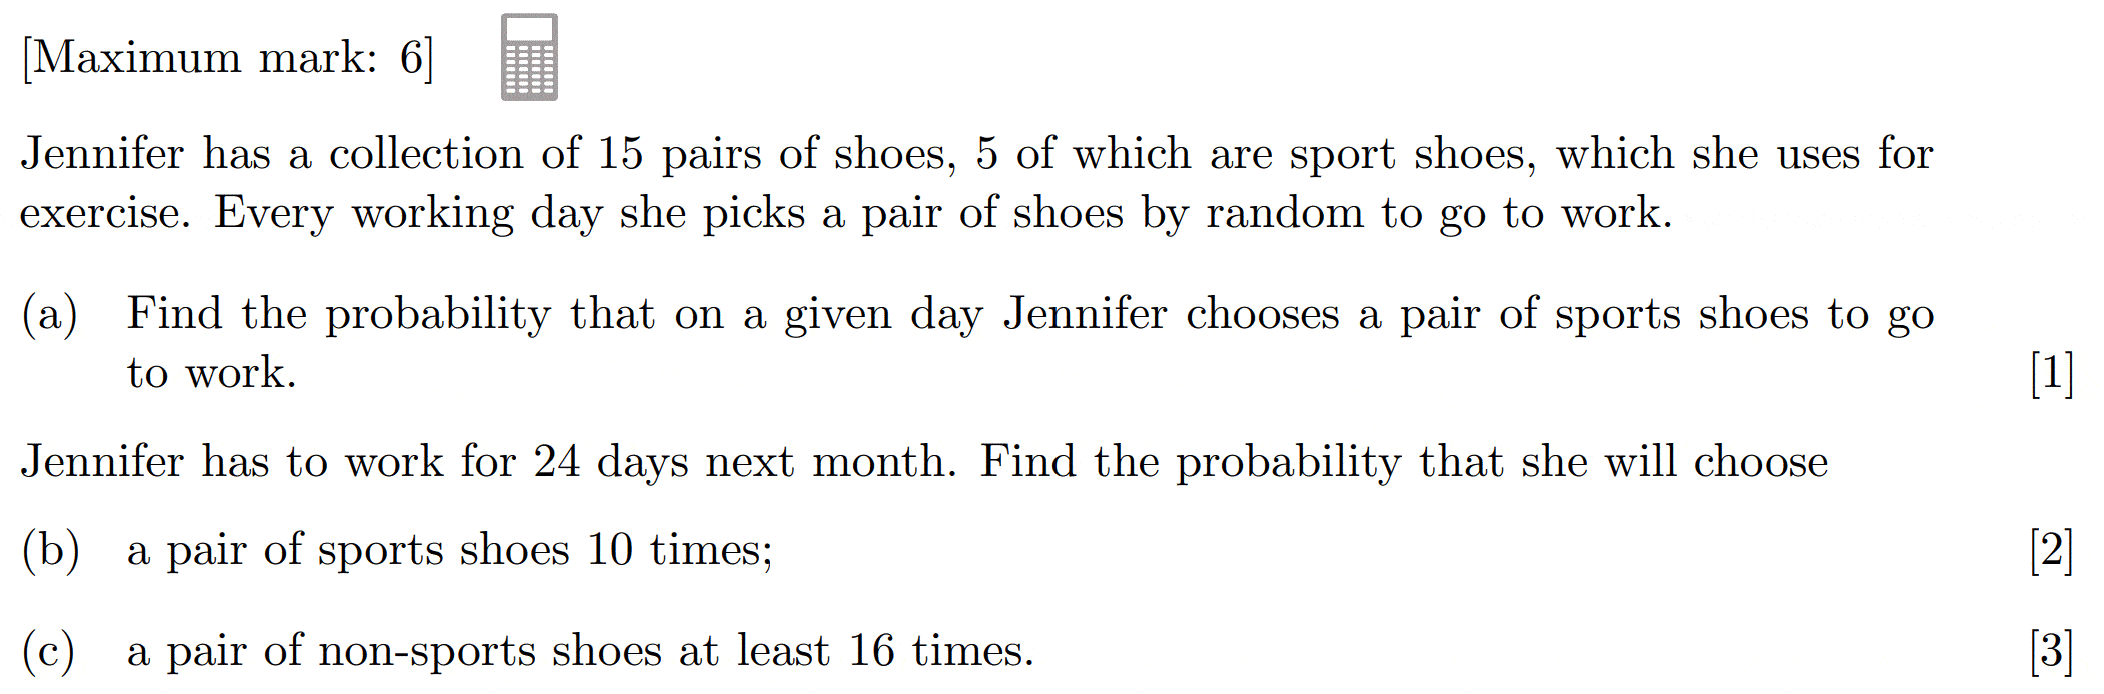 [Maximum mark: 6]
Jennifer has a collection of 15 pairs of shoes, 5 of which are sport shoes, which she uses for
exercise. Every working day she picks a pair of shoes by random to go to work.
(a) Find the probability that on a given day Jennifer chooses a pair of sports shoes to go
to work. [1]
Jennifer has to work for 24 days next month. Find the probability that she will choose
(b) a pair of sports shoes 10 times; [2]
(c) a pair of non-sports shoes at least 16 times. [3]